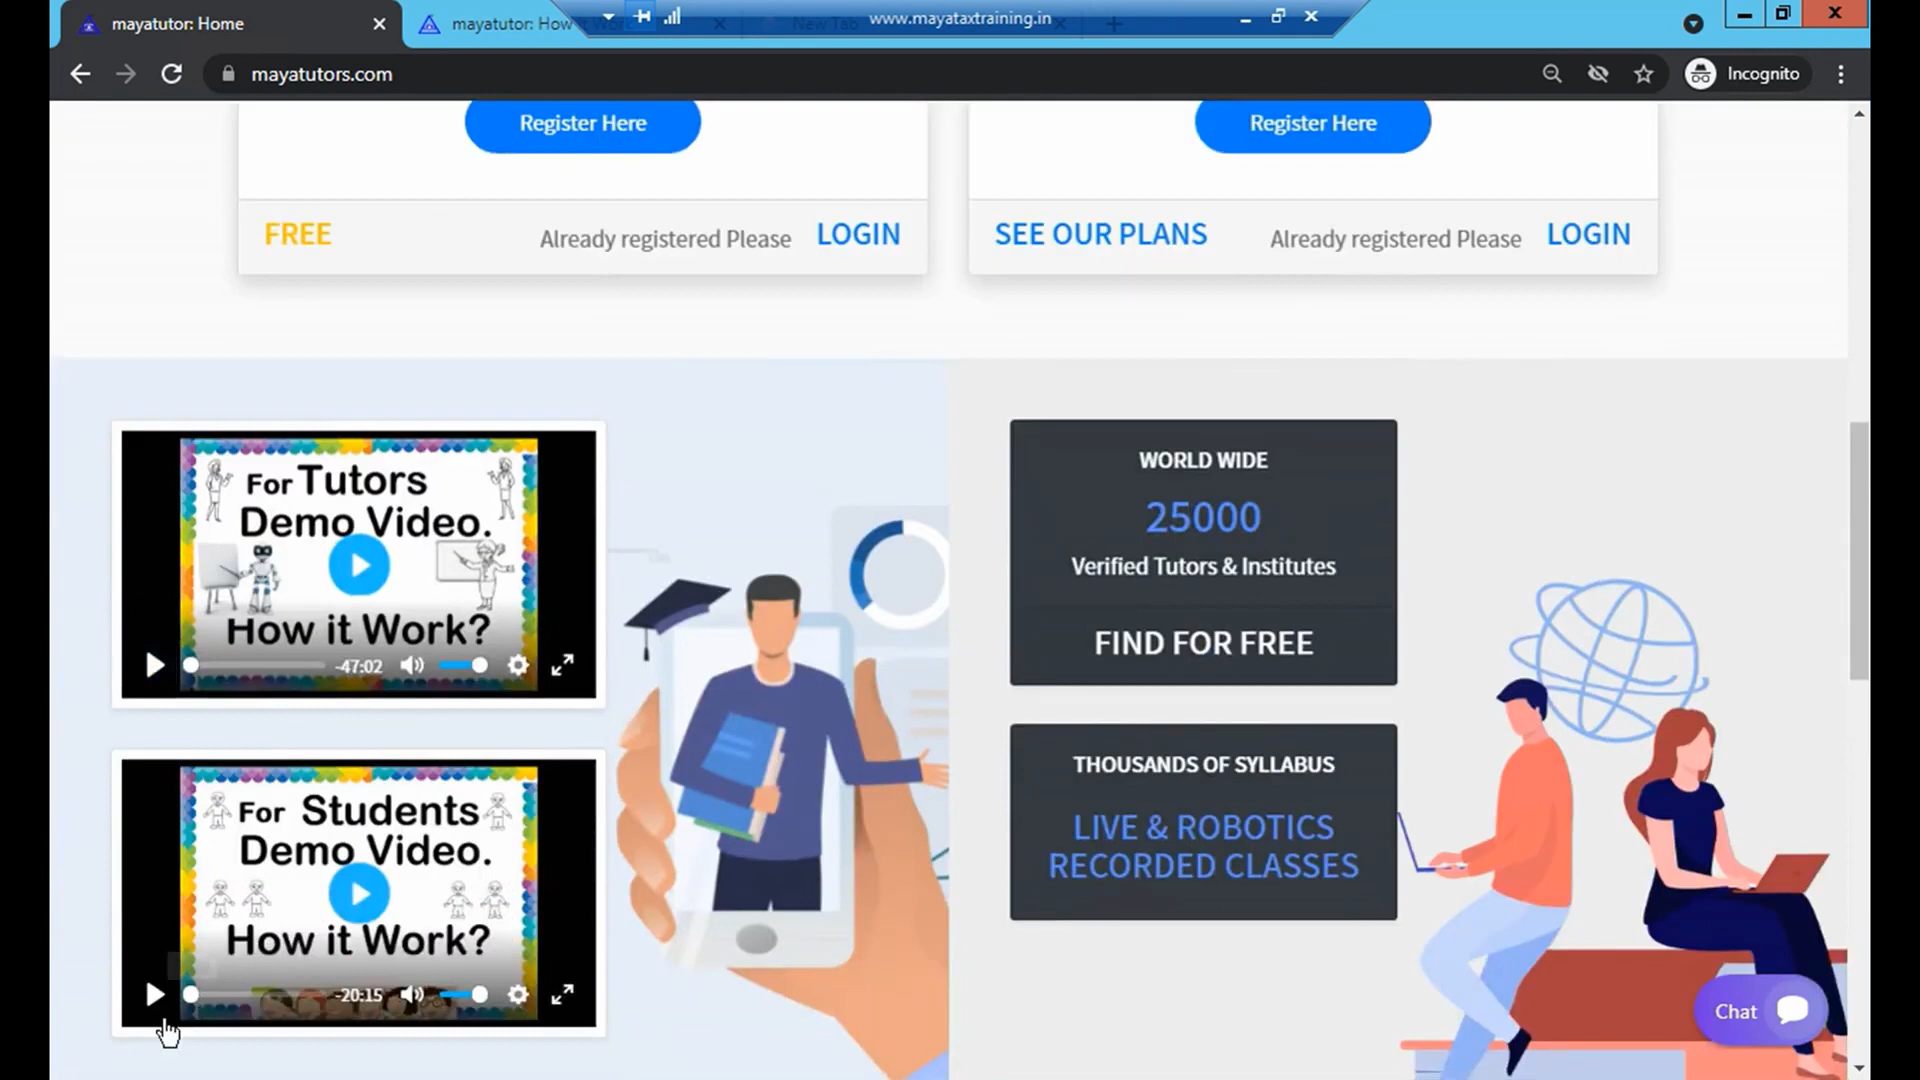 mayatutor: Home
mayatutor: How
New Tab
www.mayataxtraining.in
mayatutors.com
Incognito
Register Here
Register Here
FREE
Already registered Please
LOGIN
SEE OUR PLANS
Already registered Please
LOGIN
For Tutors
Demo Video.
How it Work?
-47:02
For Students
Demo Video.
How it Work?
-20:15
WORLD WIDE
25000
Verified Tutors & Institutes
FIND FOR FREE
THOUSANDS OF SYLLABUS
LIVE & ROBOTICS
RECORDED CLASSES
Chat